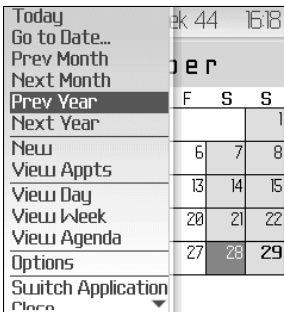 Today
Go to Date...
Prev Month
Next Month
Prev Year
Next Year
New
View Appts
View Day
View Week
View Agenda
Options
Switch Application
Close
ek 44 16:18
ber
F S S
1
6 7 8
13 14 15
20 21 22
27 28 29